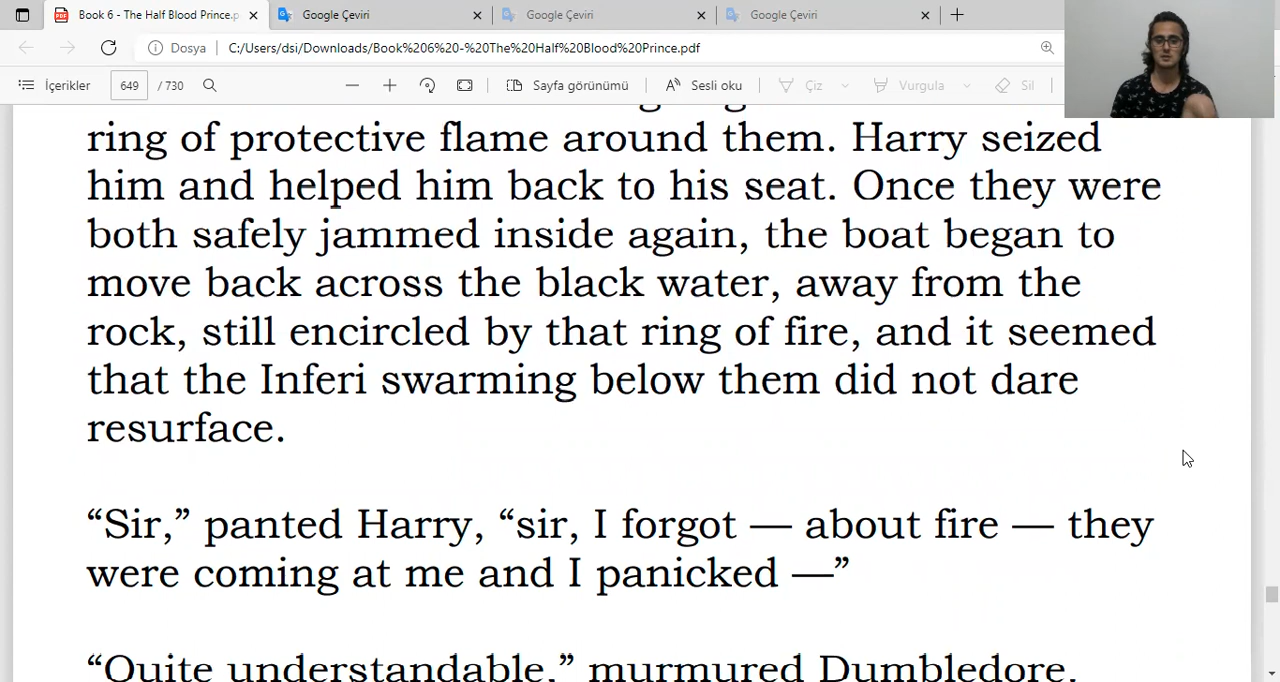 Book 6 - The Half Blood Prince.p
Google Çeviri
Google Çeviri
Google Çeviri
Dosya
C:/Users/dsi/Downloads/Book%206%20-%20The%20Half%20Blood%20Prince.pdf
İçerikler
649 / 730
Sayfa görünümü
Sesli oku
Çiz
Vurgula
Sil
ring of protective flame around them. Harry seized
him and helped him back to his seat. Once they were
both safely jammed inside again, the boat began to
move back across the black water, away from the
rock, still encircled by that ring of fire, and it seemed
that the Inferi swarming below them did not dare
resurface.
“Sir,” panted Harry, “sir, I forgot — about fire — they
were coming at me and I panicked —”
“Quite understandable,” murmured Dumbledore.